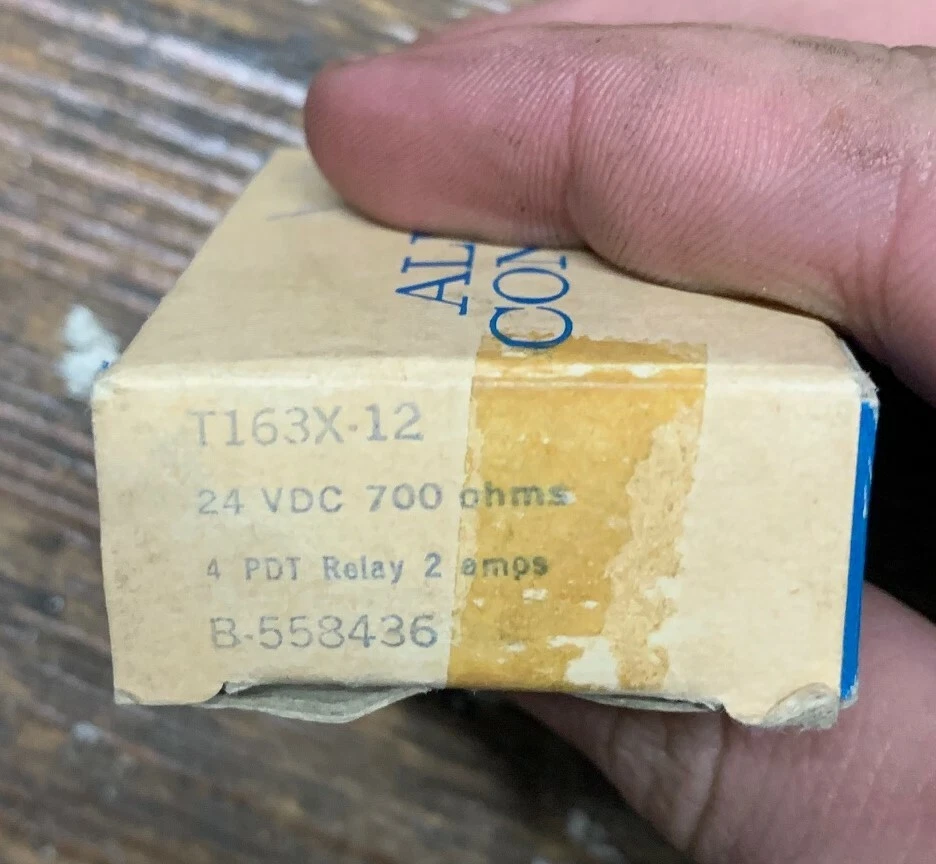 T163X-12
24 VDC 700 ohms
4 PDT Relay 2 amps
B-558436